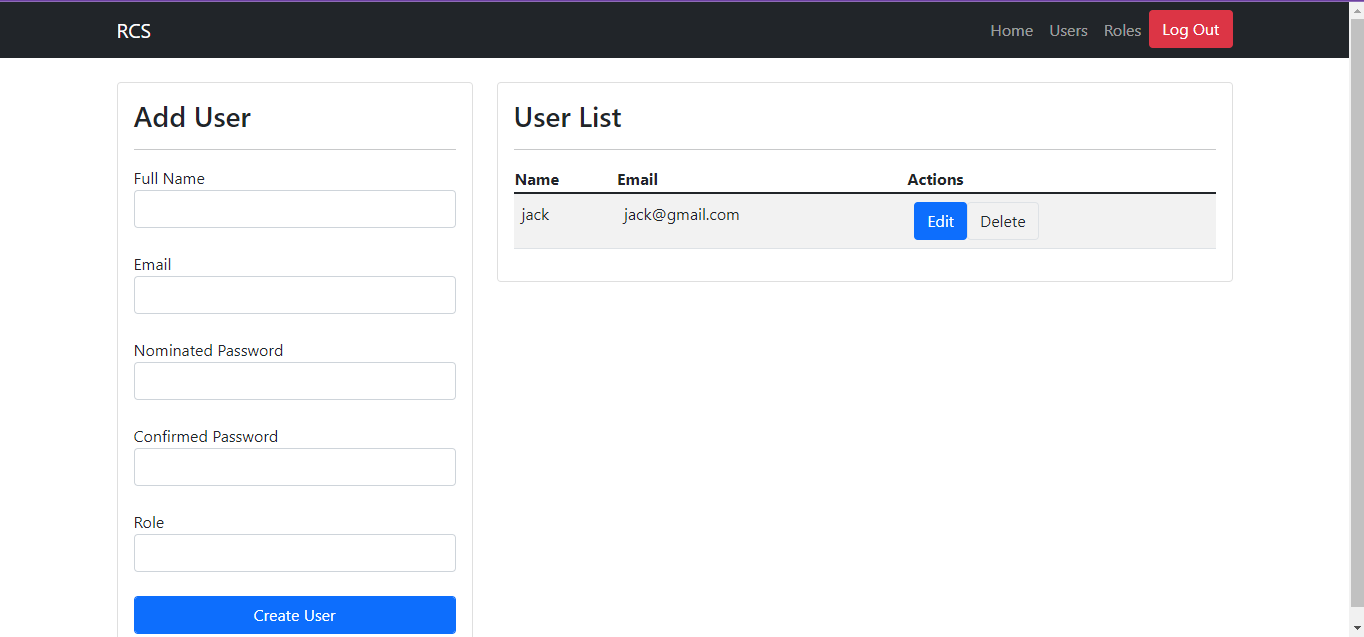 RCS Home Users Roles Log Out
Add User
Full Name
Email
Nominated Password
Confirmed Password
Role
Create User
User List
Name Email Actions
jack jack@gmail.com Edit Delete